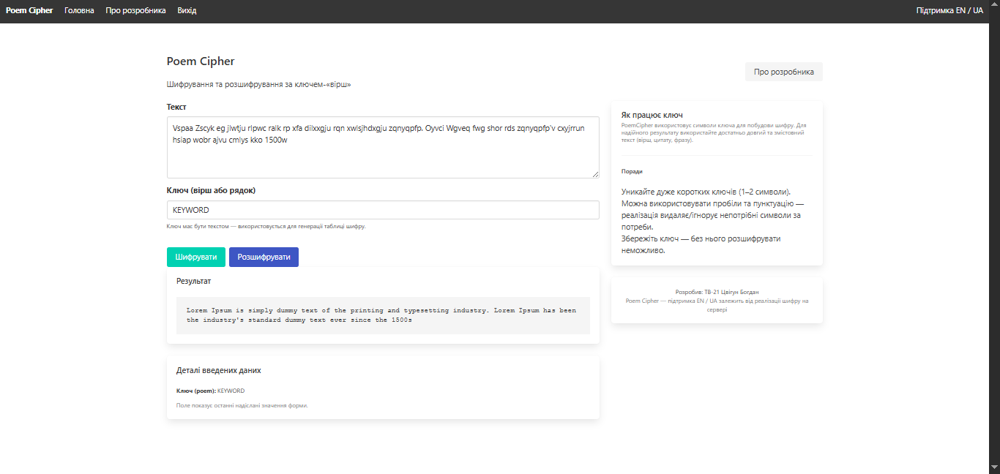 Poem Cipher Головна Про розробника Вихід Підтримка EN / UA
Poem Cipher
Про розробника
Шифрування та розшифрування за ключем-«вірш»
Текст
Vspaa Zscyk eg jlwtju rlpwc ralk rp xfa dilxxgju rqn xwisjhdxgju zqnyqpfp. Oyvci Wgveq fwg shor rds zqnyqpfp'v cxyjrrun
hsiap wobr ajvu cmlys kko 1500w
Ключ (вірш або рядок)
KEYWORD
Ключ має бути текстом — використовується для генерації таблиці шифру.
Шифрувати Розшифрувати
Результат
Lorem Ipsum is simply dummy text of the printing and typesetting industry. Lorem Ipsum has been
the industry's standard dummy text ever since the 1500s
Деталі введених даних
Ключ (poem): KEYWORD
Поле показує останні надіслані значення форми.
Як працює ключ
PoemCipher використовує символи ключа для побудови шифру. Для
надійного результату використайте достатньо довгий та змістовний
текст (вірш, цитату, фразу).
Поради
Уникайте дуже коротких ключів (1–2 символи).
Можна використовувати пробіли та пунктуацію —
реалізація видаляє/ігнорує непотрібні символи за
потреби.
Збережіть ключ — без нього розшифрувати
неможливо.
Розробив: ТВ-21 Цвігун Богдан
Poem Cipher — підтримка EN / UA залежить від реалізації шифру на
сервері